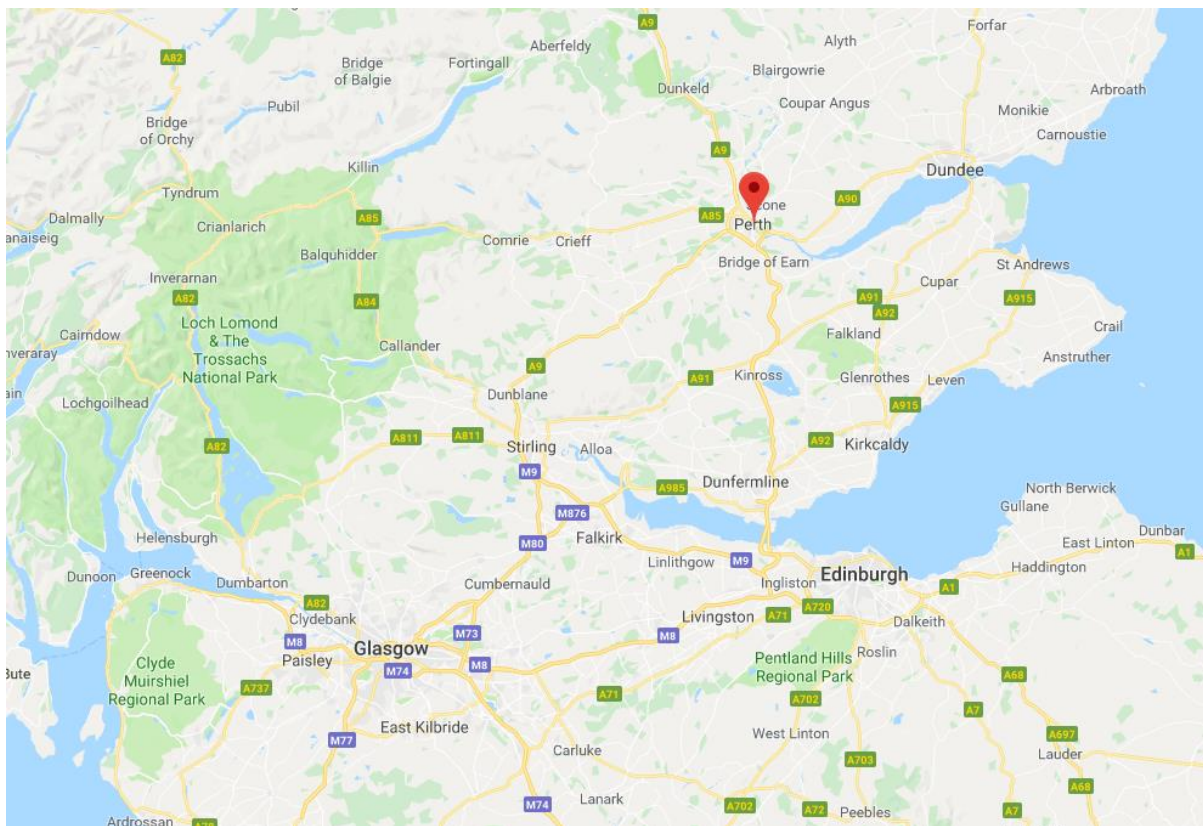 A9
Forfar
A82
Aberfeldy
Alyth
Bridge
of Balgie
Fortingall
Blairgowrie
Dunkeld
Arbroath
Pubil
Coupar Angus
Monikie
Bridge
of Orchy
Carnoustie
A9
Killin
Dundee
Tyndrum
A90
Dalmally
A85
A85
Perth
Crianlarich
Comrie
Crieff
Balquhidder
Bridge of Earn
St Andrews
Inverarnan
Cupar
A82
A84
A91
A915
A92
Loch Lomond
& The
Trossachs
National Park
Cairndow
Falkland
Crail
Callander
Anstruther
A9
Kinross
A91
Glenrothes
Leven
Dunblane
Lochgoilhead
A915
A811
A811
A82
Stirling
Alloa
A92
Kirkcaldy
M9
Dunfermline
A985
North Berwick
Gullane
M876
Helensburgh
Falkirk
M80
Dunbar
East Linton
A1
Linlithgow
M9
Haddington
Dunoon
Greenock
Dumbarton
Cumbernauld
Ingliston
Edinburgh
A1
A82
Clydebank
Livingston
A71
A720
Dalkeith
M8
M73
M8
Glasgow
Paisley
M8
M74
Roslin
Clyde
Muirshiel
Regional Park
Pentland Hills
Regional Park
Bute
A737
A71
A702
A68
East Kilbride
A7
M77
West Linton
A697
Carluke
A703
Lauder
A68
Lanark
M74
A702
A72
Peebles
A7
Ardrossan